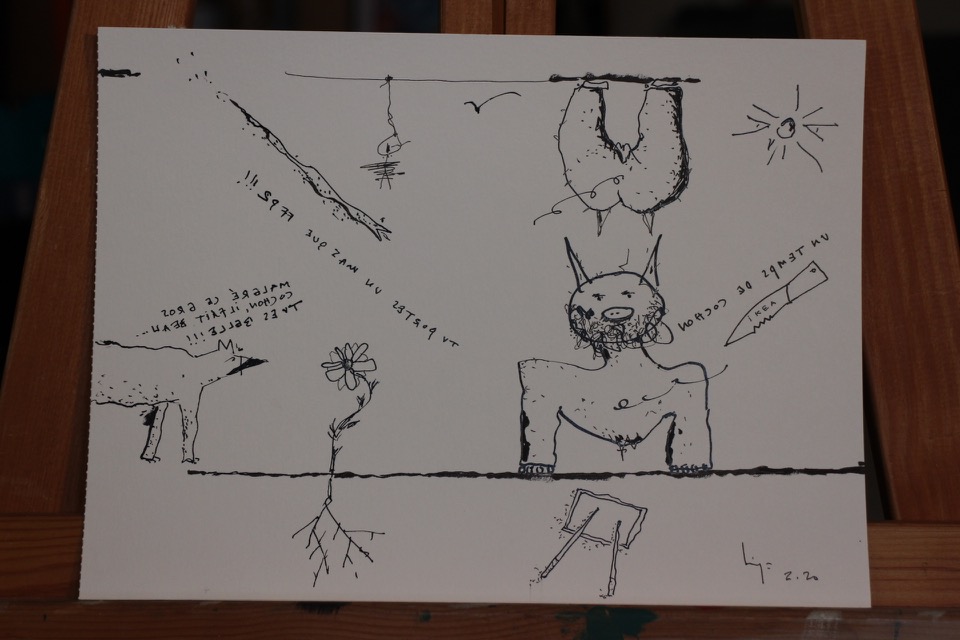 TU PORTES UN MASQUE FFP2 !!!
MALGRÉ CE GROS
COCHON, IL FAIT BEAU...
TU ES BELLE !!!
UN TEMPS DE COCHON
IKEA
2.20